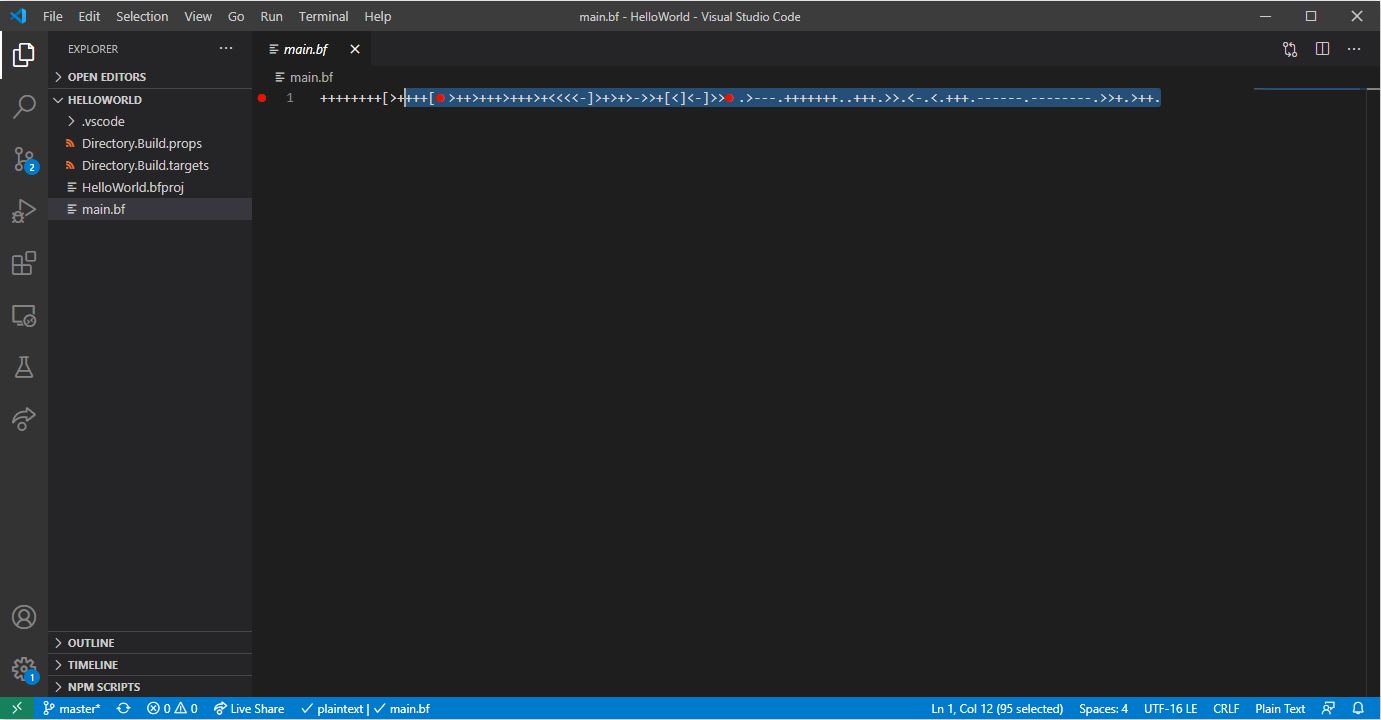 File Edit Selection View Go Run Terminal Help
main.bf - HelloWorld - Visual Studio Code
EXPLORER
main.bf
OPEN EDITORS
main.bf
HELLOWORLD
1 ++++++++[>++++[>++>+++>+++>+<<<<-]>+>+>->>+[<]<-]>>.>---.+++++++..+++.>>.<-.<.+++.------.--------.>>+.>++.
.vscode
Directory.Build.props
Directory.Build.targets
HelloWorld.bfproj
main.bf
2
OUTLINE
TIMELINE
1
NPM SCRIPTS
master* 0 0 Live Share plaintext | main.bf
Ln 1, Col 12 (95 selected) Spaces: 4 UTF-16 LE CRLF Plain Text